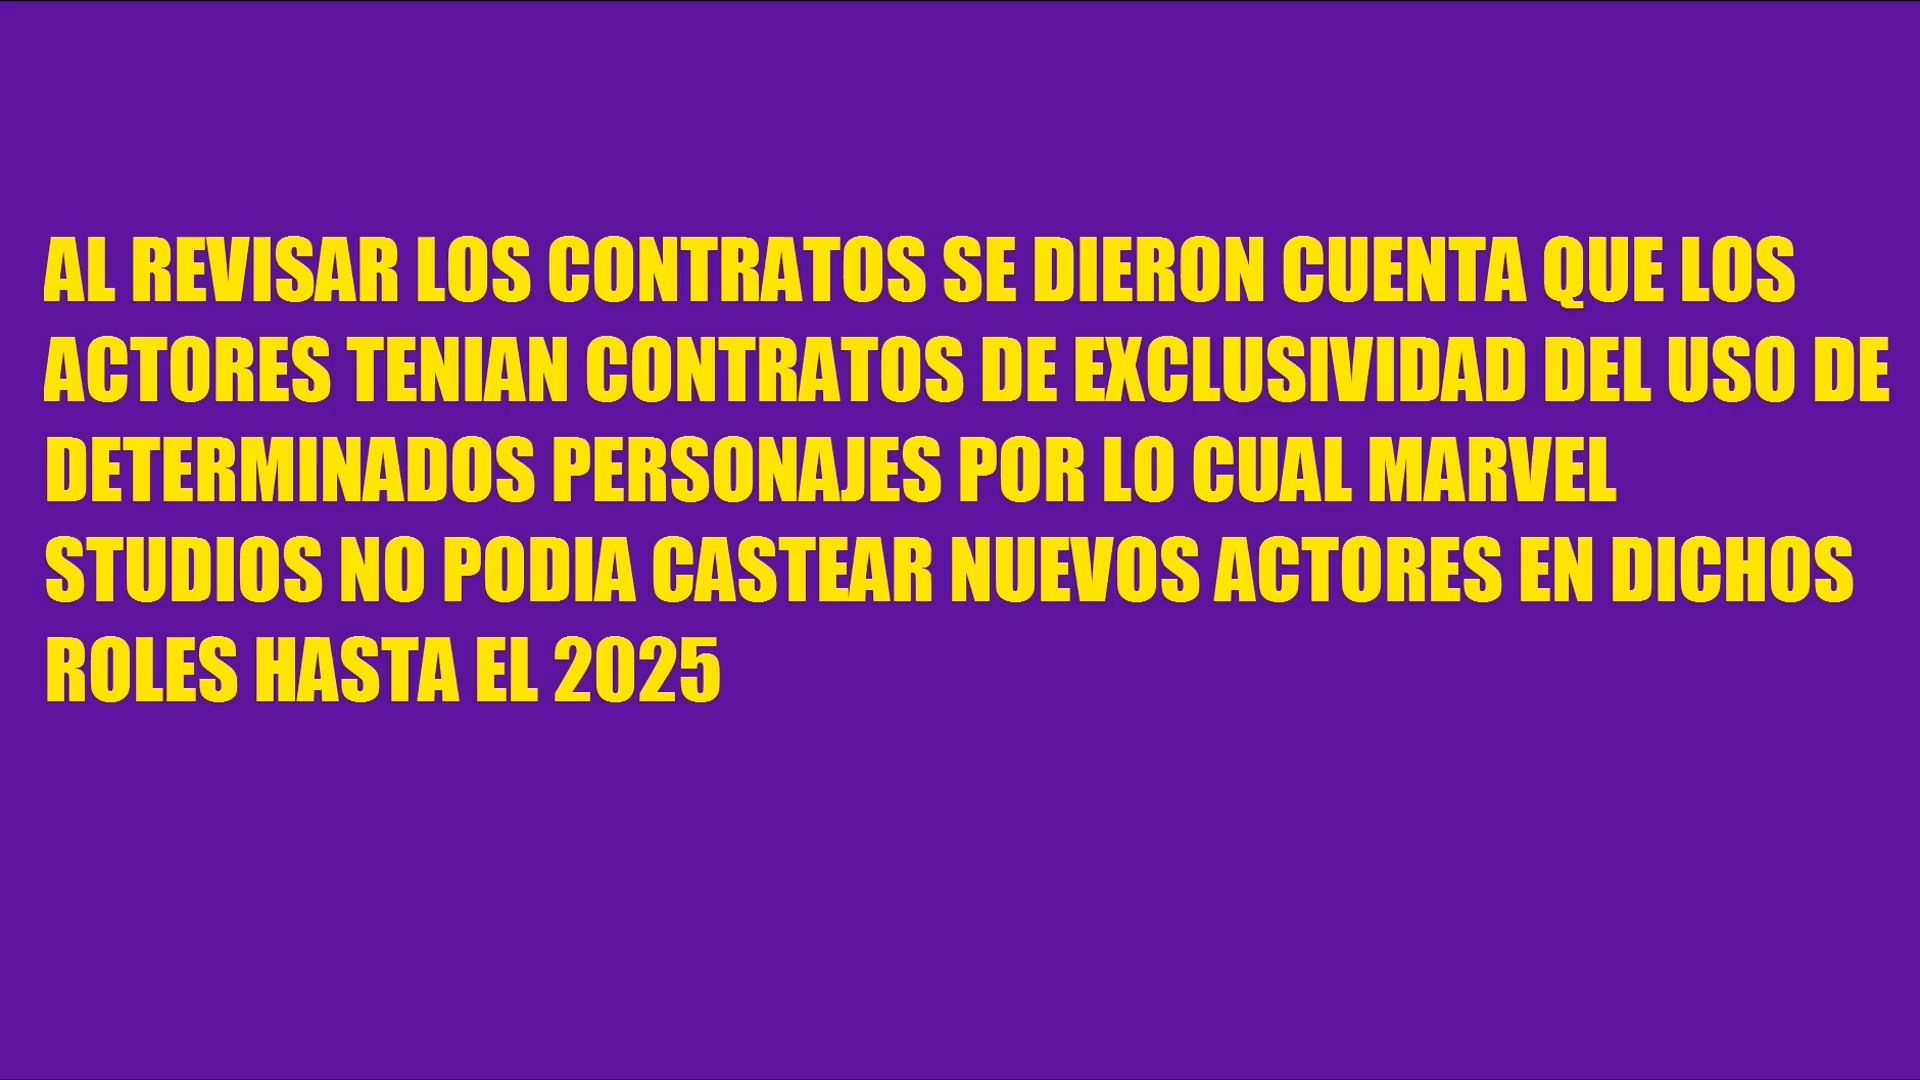 AL REVISAR LOS CONTRATOS SE DIERON CUENTA QUE LOS
ACTORES TENIAN CONTRATOS DE EXCLUSIVIDAD DEL USO DE
DETERMINADOS PERSONAJES POR LO CUAL MARVEL
STUDIOS NO PODIA CASTEAR NUEVOS ACTORES EN DICHOS
ROLES HASTA EL 2025